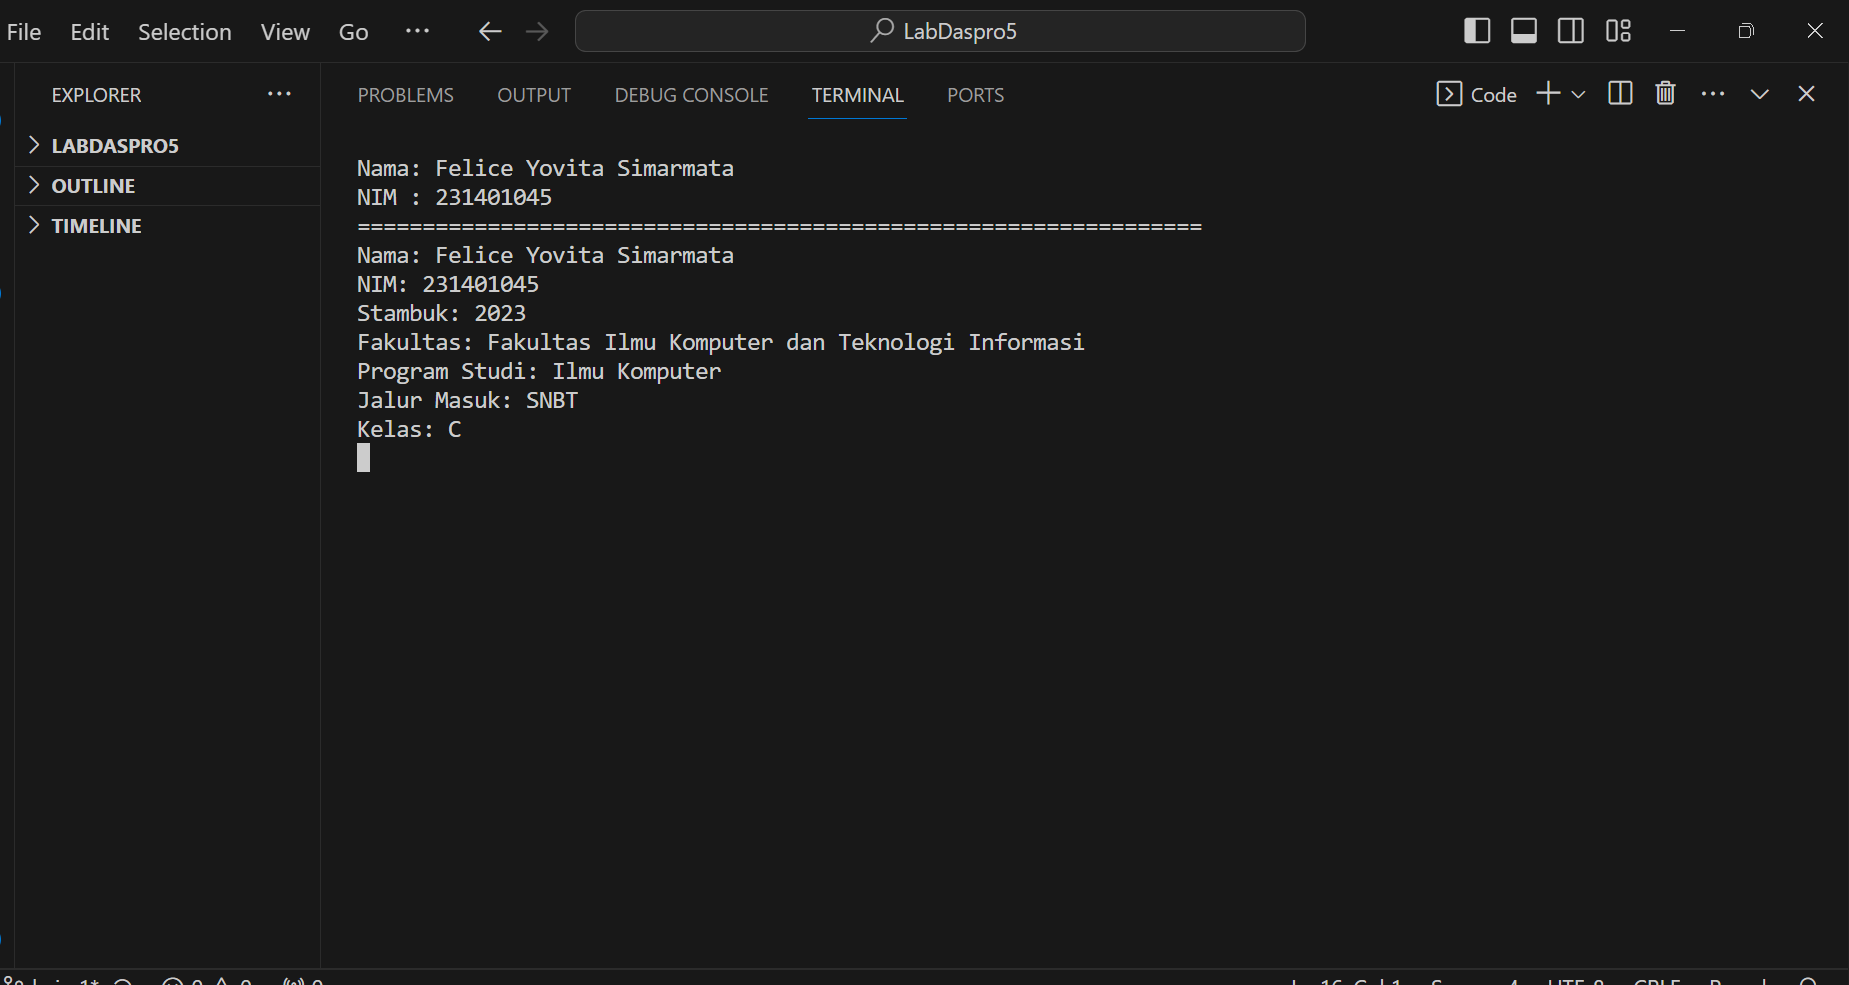 File Edit Selection View Go ··· LabDaspro5
EXPLORER ···
LABDASPRO5
OUTLINE
TIMELINE
PROBLEMS OUTPUT DEBUG CONSOLE TERMINAL PORTS Code ···
Nama: Felice Yovita Simarmata
NIM : 231401045
=================================================================
Nama: Felice Yovita Simarmata
NIM: 231401045
Stambuk: 2023
Fakultas: Fakultas Ilmu Komputer dan Teknologi Informasi
Program Studi: Ilmu Komputer
Jalur Masuk: SNBT
Kelas: C